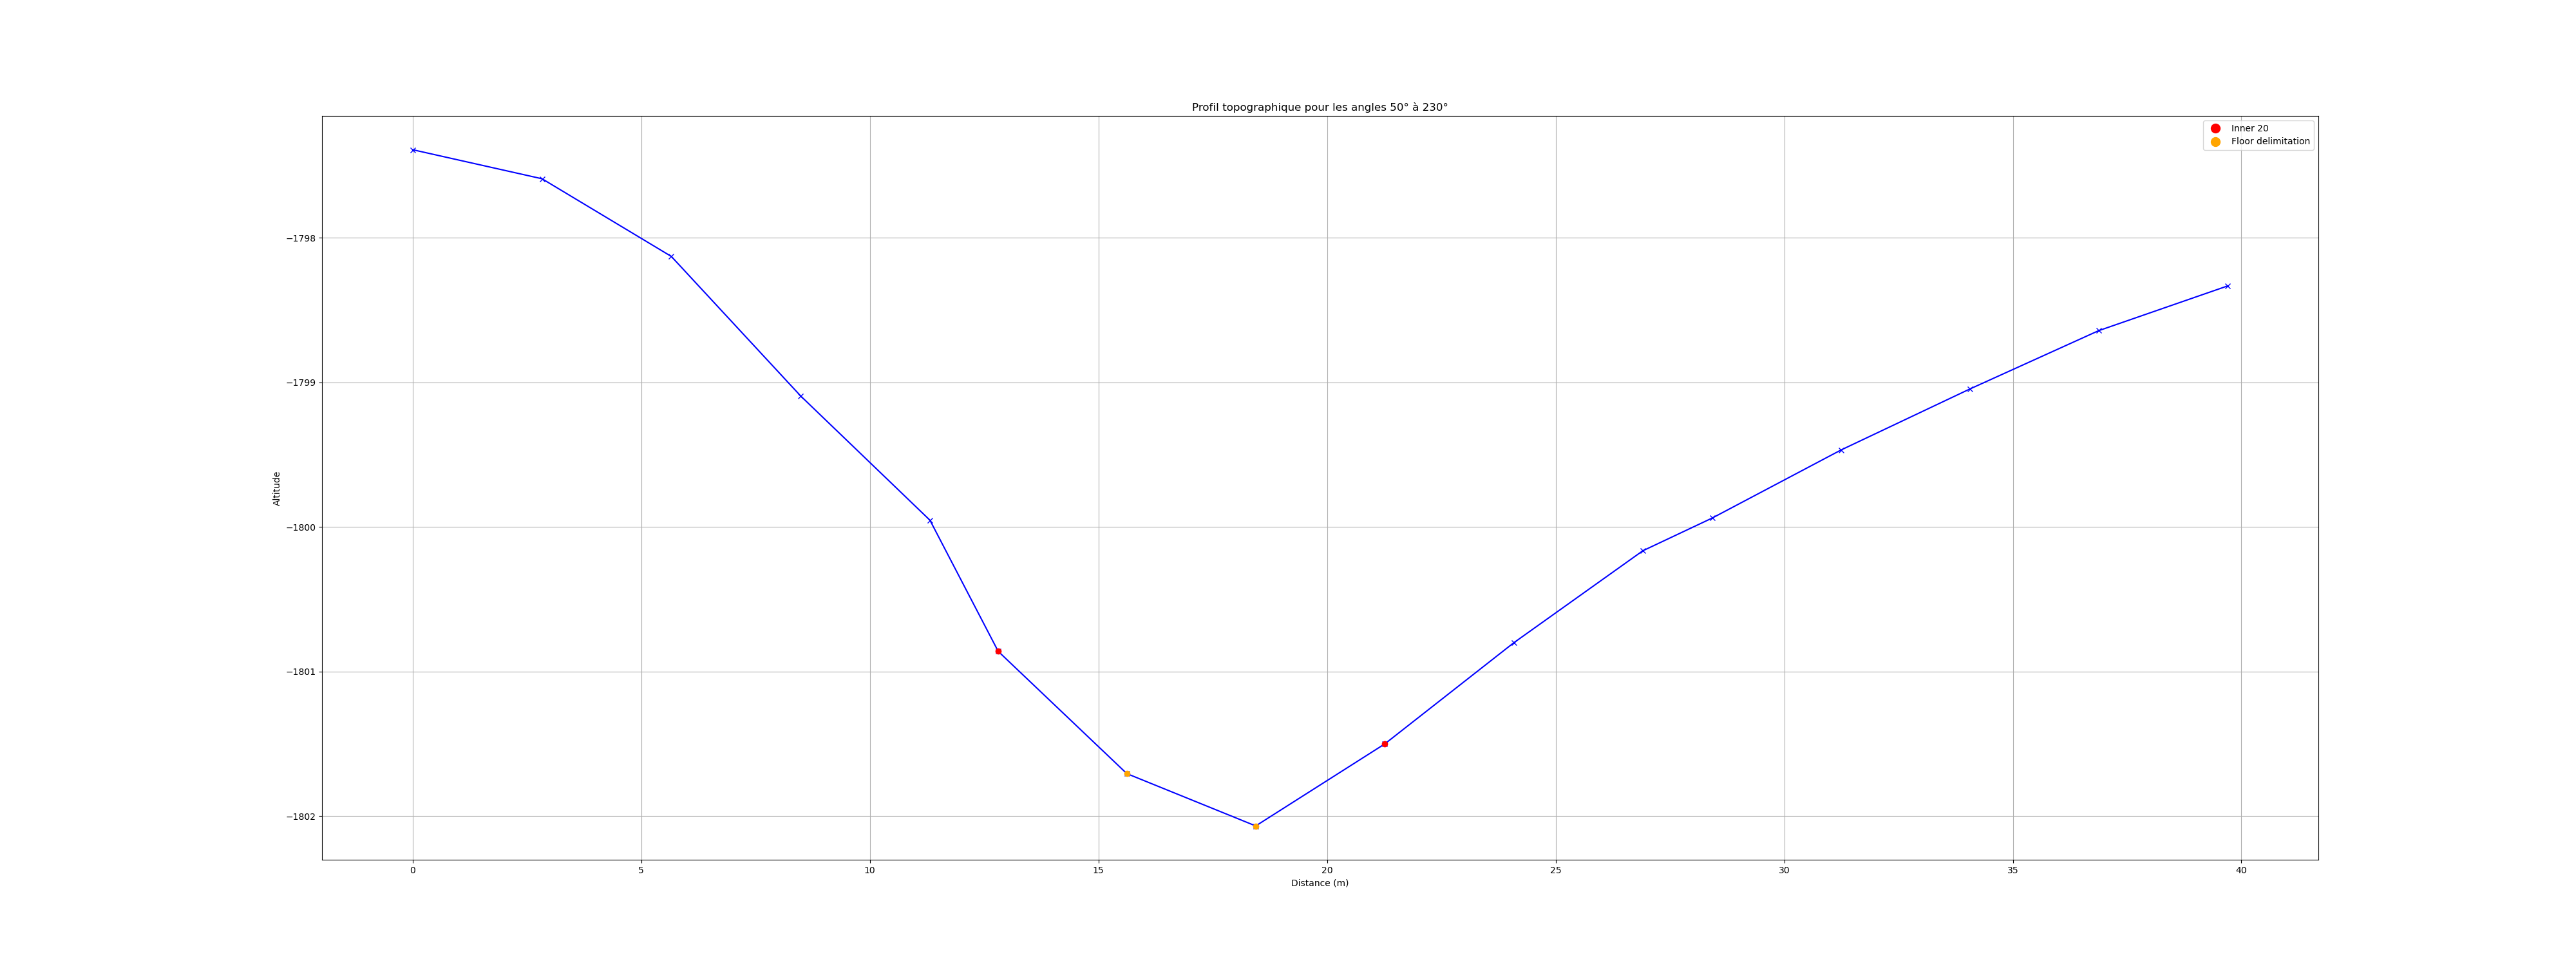 Profil topographique pour les angles 50° à 230°
Inner 20
Floor delimitation
−1798
−1799
−1800
−1801
−1802
Altitude
0 5 10 15 20 25 30 35 40
Distance (m)